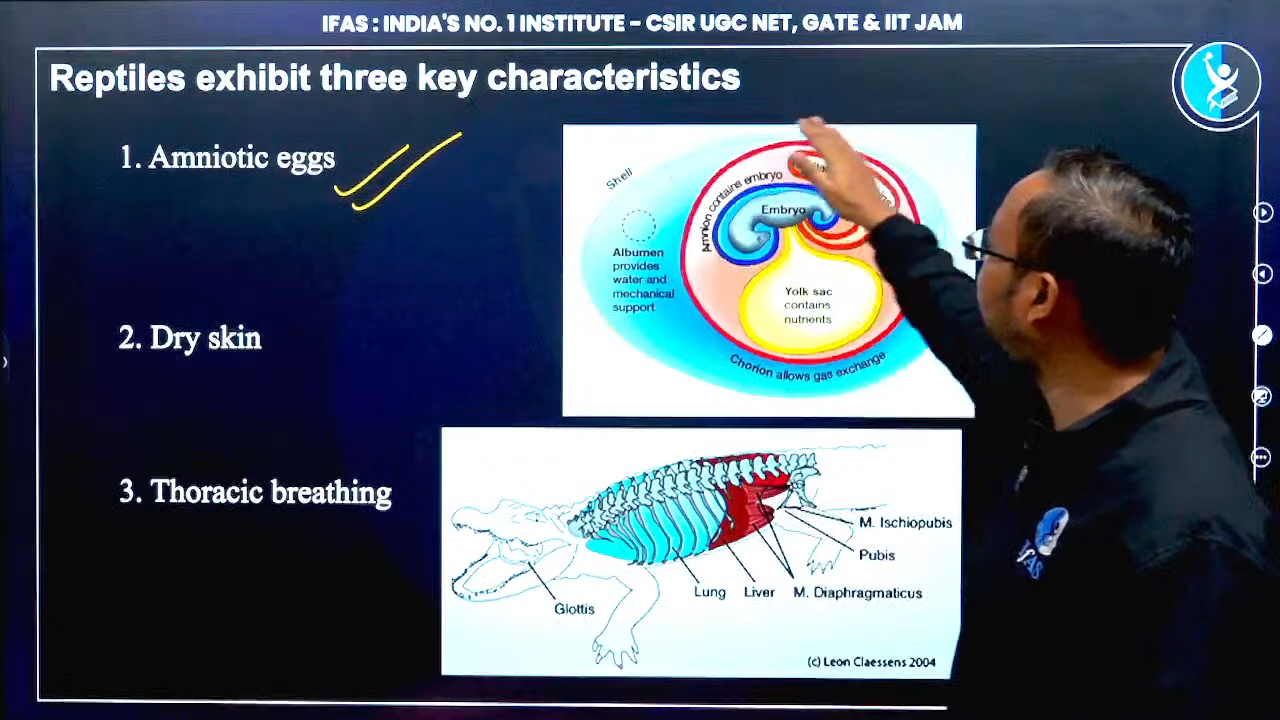 IFAS : INDIA'S NO. 1 INSTITUTE – CSIR UGC NET, GATE & IIT JAM
Reptiles exhibit three key characteristics
1. Amniotic eggs
Shell
Amnion contains embryo
Embryo
Albumen
provides
water and
mechanical
support
Yolk sac
contains
nutrients
Chorion allows gas exchange
2. Dry skin
3. Thoracic breathing
M. Ischiopubis
Pubis
Lung
Liver
M. Diaphragmaticus
Glottis
(c) Leon Claessens 2004
IFAS